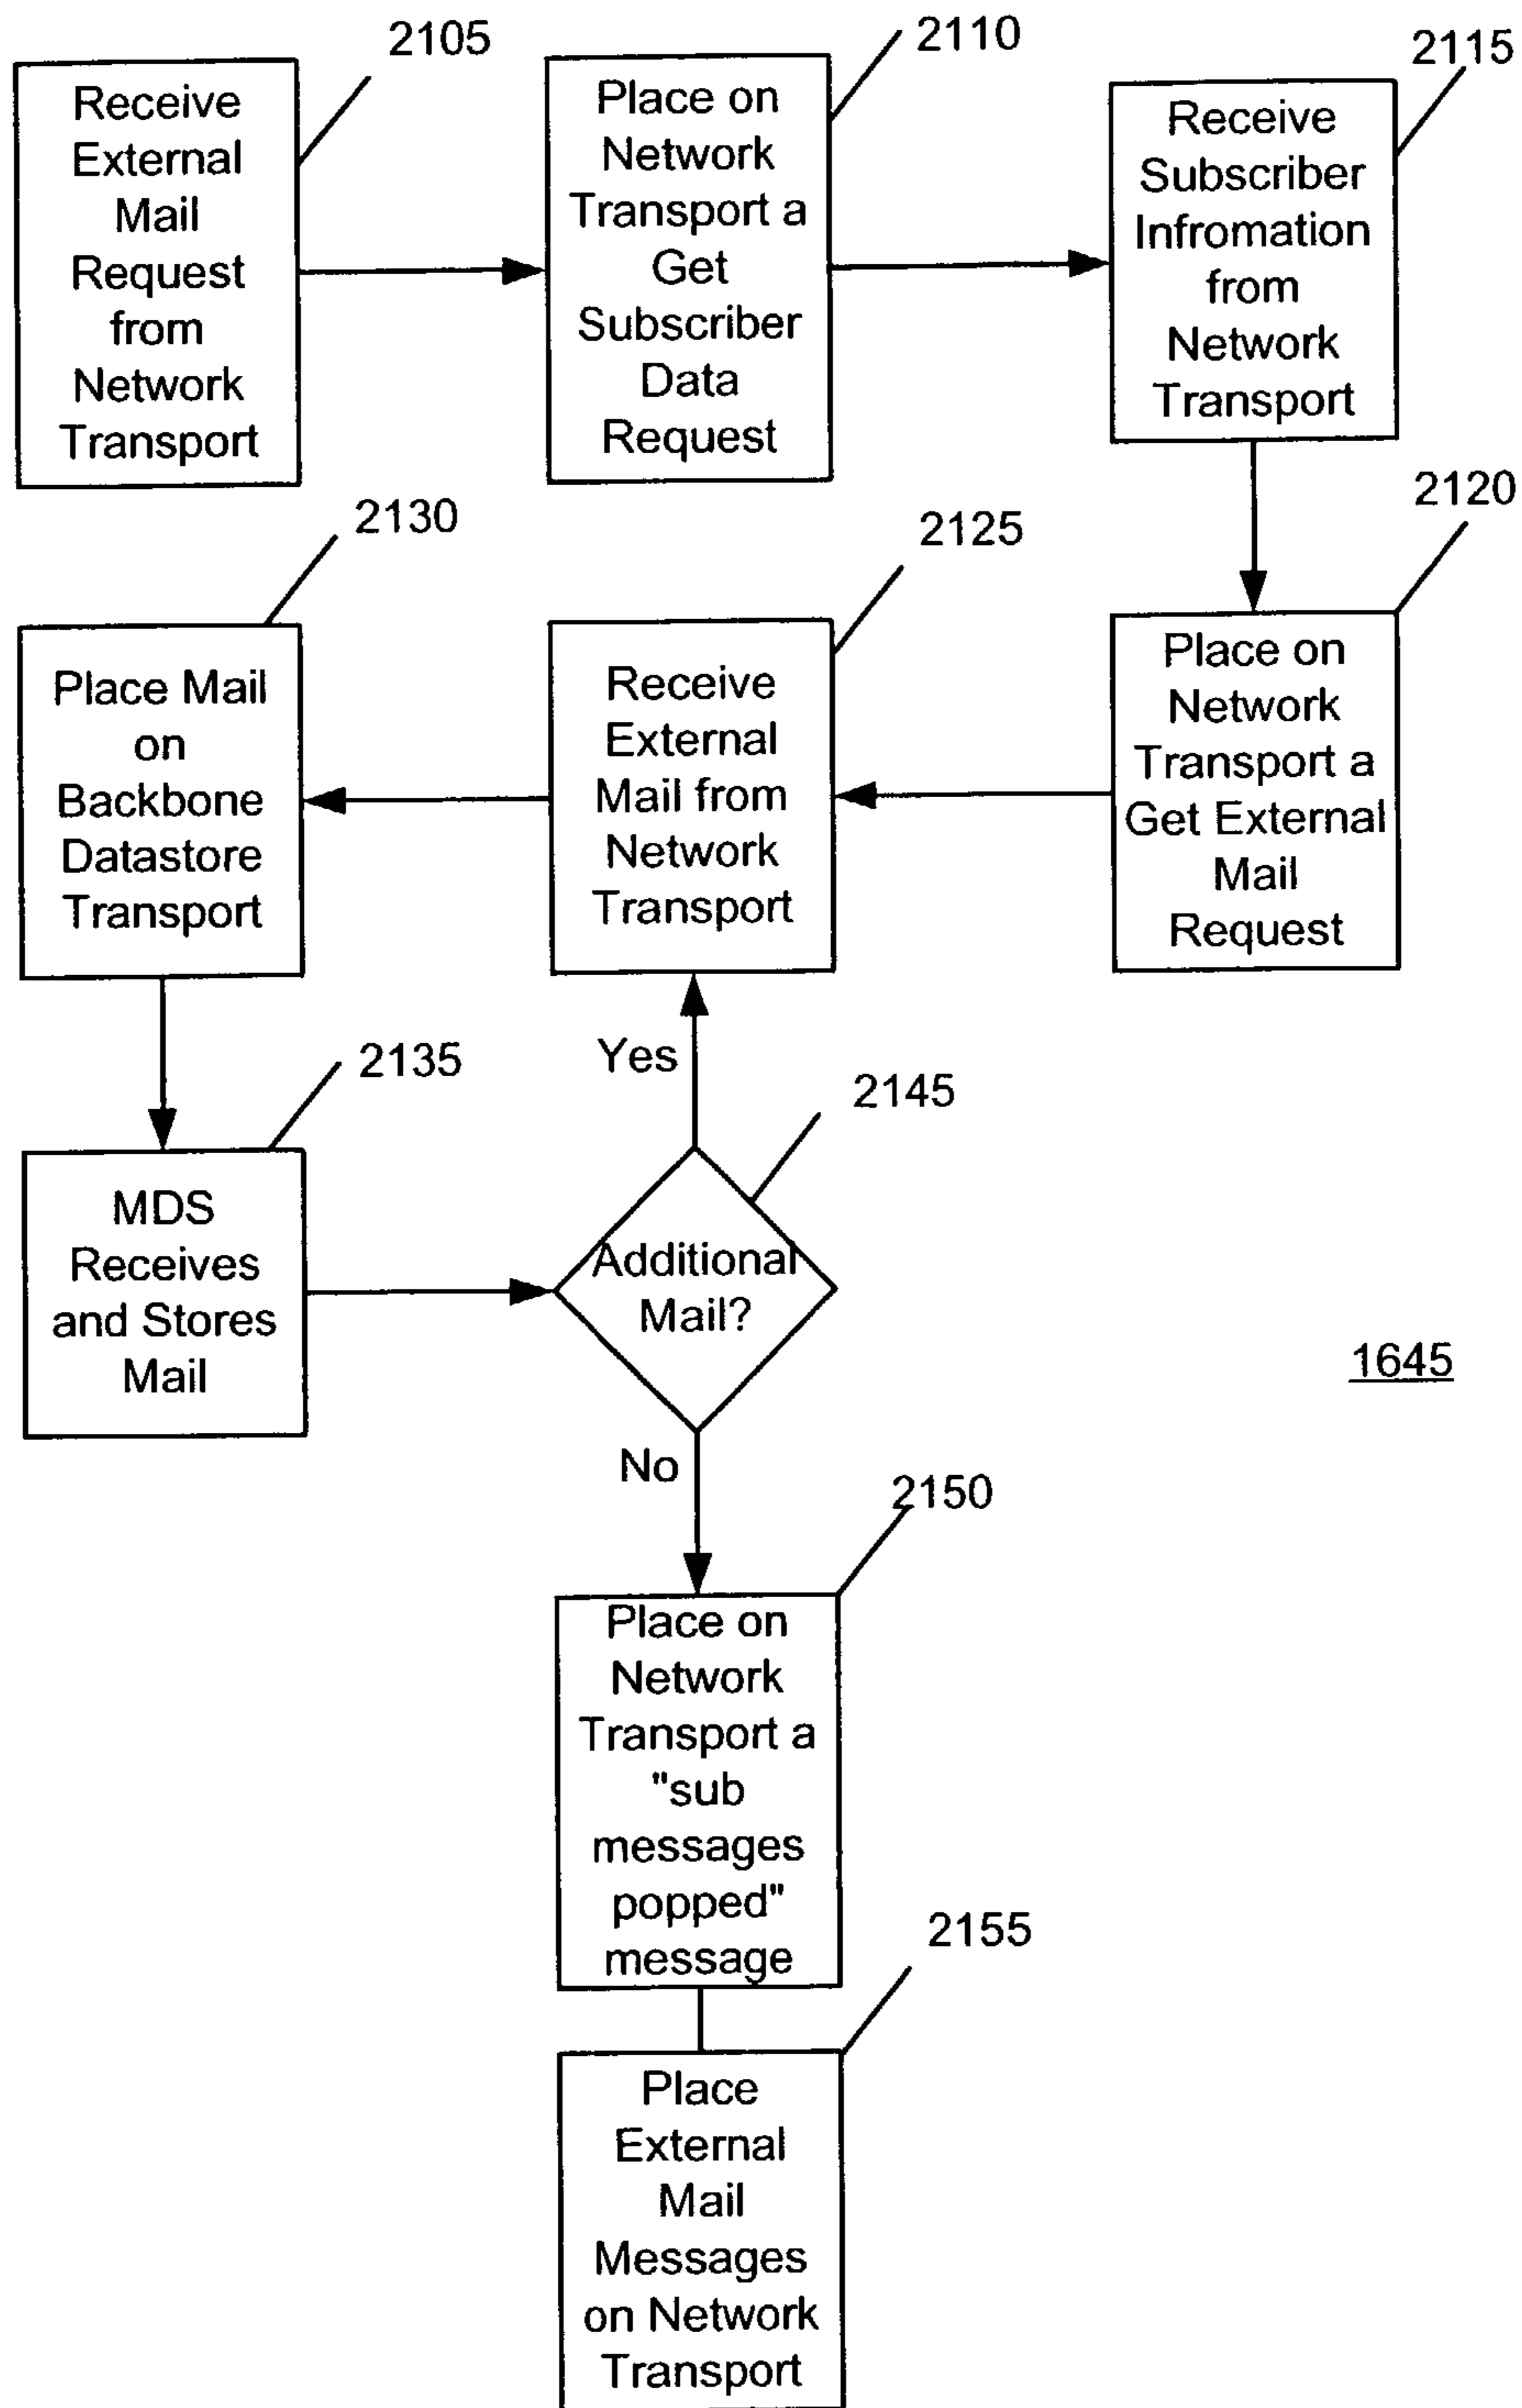 2105
Receive
External
Mail
Request
from
Network
Transport
2110
Place on
Network
Transport a
Get
Subscriber
Data
Request
2115
Receive
Subscriber
Infromation
from
Network
Transport
2120
Place on
Network
Transport a
Get External
Mail
Request
2125
Receive
External
Mail from
Network
Transport
2130
Place Mail
on
Backbone
Datastore
Transport
2135
MDS
Receives
and Stores
Mail
Yes
2145
Additional
Mail?
1645
No
2150
Place on
Network
Transport a
"sub
messages
popped"
message
2155
Place
External
Mail
Messages
on Network
Transport